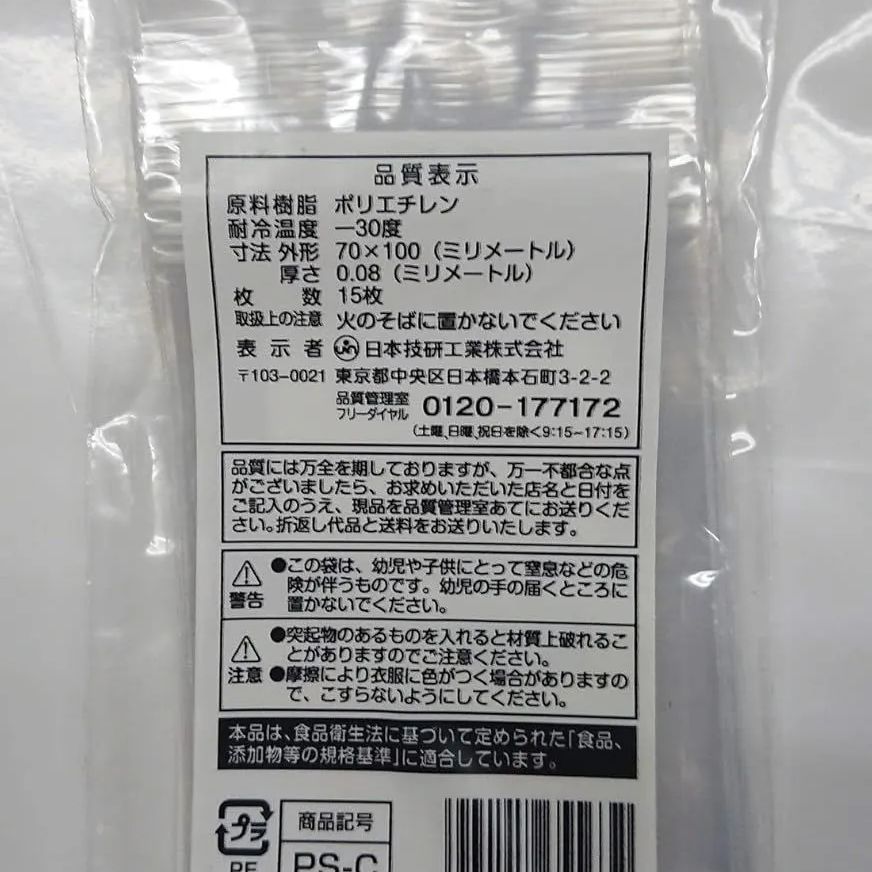 品質表示
原料樹脂 ポリエチレン
耐冷温度 −30度
寸法 外形 70×100（ミリメートル）
厚さ 0.08（ミリメートル）
枚数 15枚
取扱上の注意 火のそばに置かないでください
表示者 日本技研工業株式会社
〒103-0021 東京都中央区日本橋本石町3-2-2
品質管理室
フリーダイヤル 0120-177172
（土曜、日曜、祝日を除く9:15~17:15）
品質には万全を期しておりますが、万一不都合な点
がございましたら、お求めいただいた店名と日付を
ご記入のうえ、現品を品質管理室あてにお送りくだ
さい。折返し代品と送料をお送りいたします。
警告
●この袋は、幼児や子供にとって窒息などの危
険が伴うものです。幼児の手の届くところに
置かないでください。
注意
●突起物のあるものを入れると材質上破れるこ
とがありますのでご注意ください。
●摩擦により衣服に色がつく場合がありますの
で、こすらないようにしてください。
本品は、食品衛生法に基づいて定められた「食品、
添加物等の規格基準」に適合しています。
プラ
PE
商品記号
PS-C